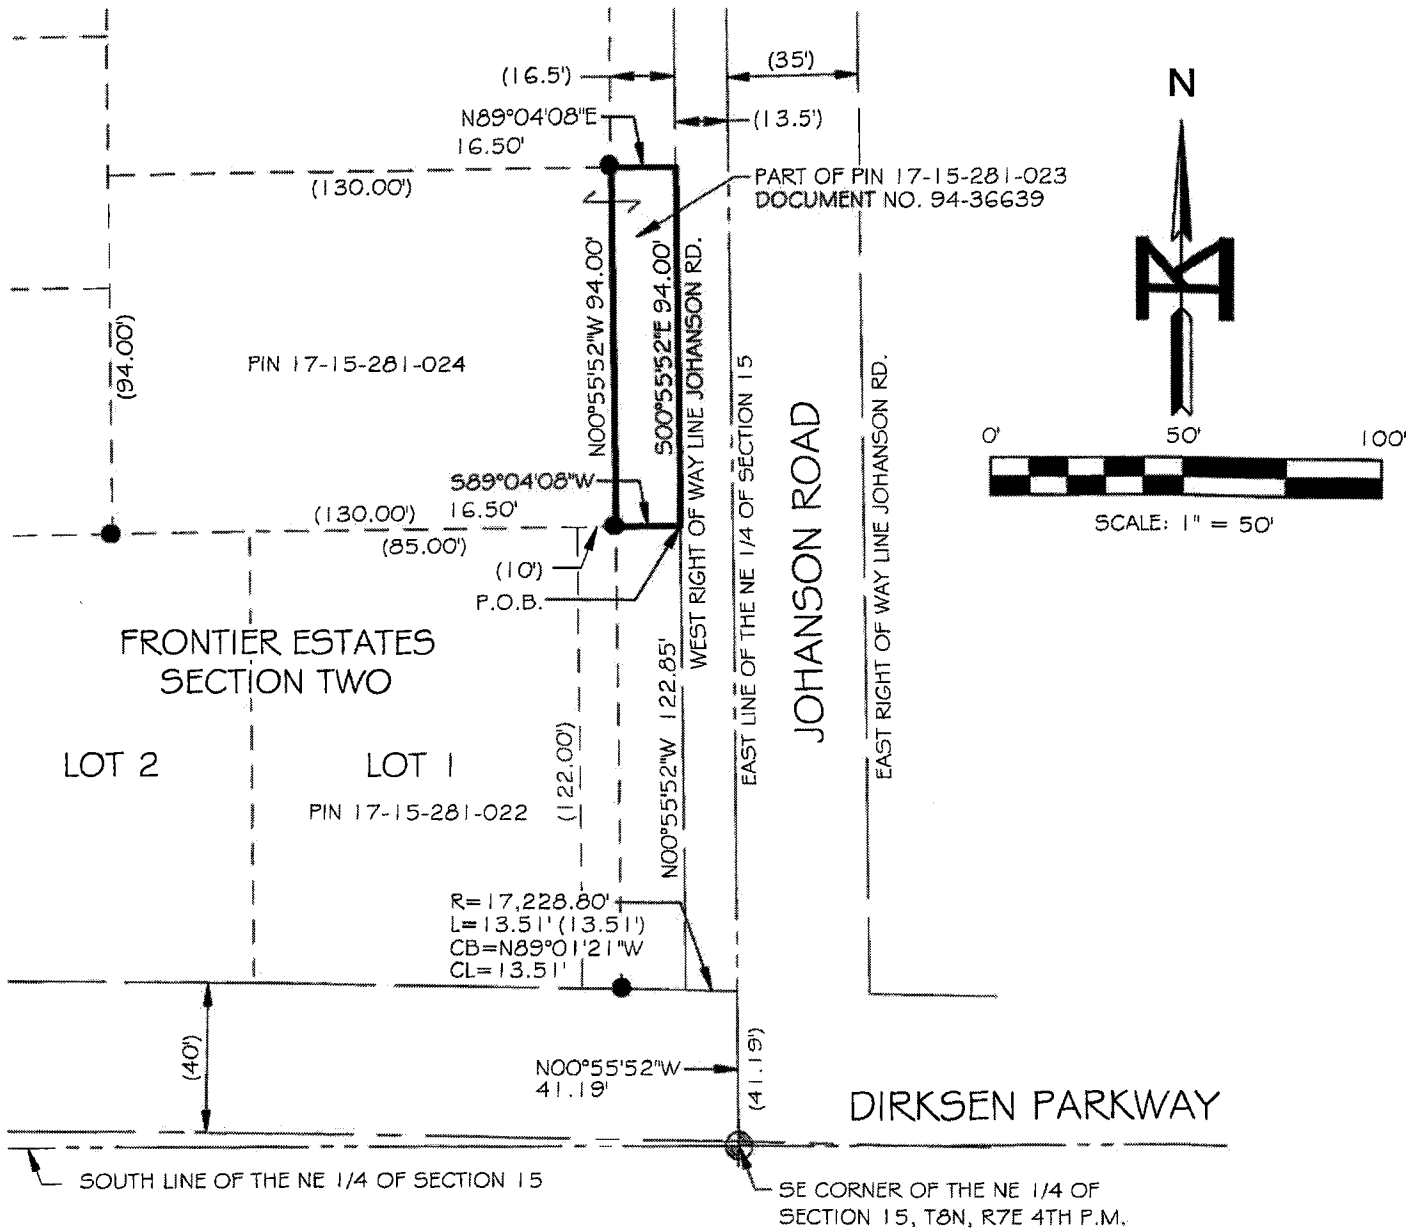 (16.5')
(35')
N
N89°04'08"E
16.50'
(13.5')
(130.00')
PART OF PIN 17-15-281-023
DOCUMENT NO. 94-36639
N00°55'52"W 94.00'
S00°55'52"E 94.00'
WEST RIGHT OF WAY LINE JOHANSON RD.
EAST LINE OF THE NE 1/4 OF SECTION 15
JOHANSON ROAD
EAST RIGHT OF WAY LINE JOHANSON RD.
(94.00')
PIN 17-15-281-024
0'
50'
100'
SCALE: 1" = 50'
S89°04'08"W
16.50'
(130.00')
(85.00')
(10')
P.O.B.
FRONTIER ESTATES
SECTION TWO
LOT 2
LOT 1
PIN 17-15-281-022
(122.00')
N00°55'52"W 122.85'
R=17,228.80'
L=13.51' (13.51')
CB=N89°01'21"W
CL=13.51'
(40')
N00°55'52"W
41.19'
(41.19')
DIRKSEN PARKWAY
SOUTH LINE OF THE NE 1/4 OF SECTION 15
SE CORNER OF THE NE 1/4 OF
SECTION 15, T8N, R7E 4TH P.M.